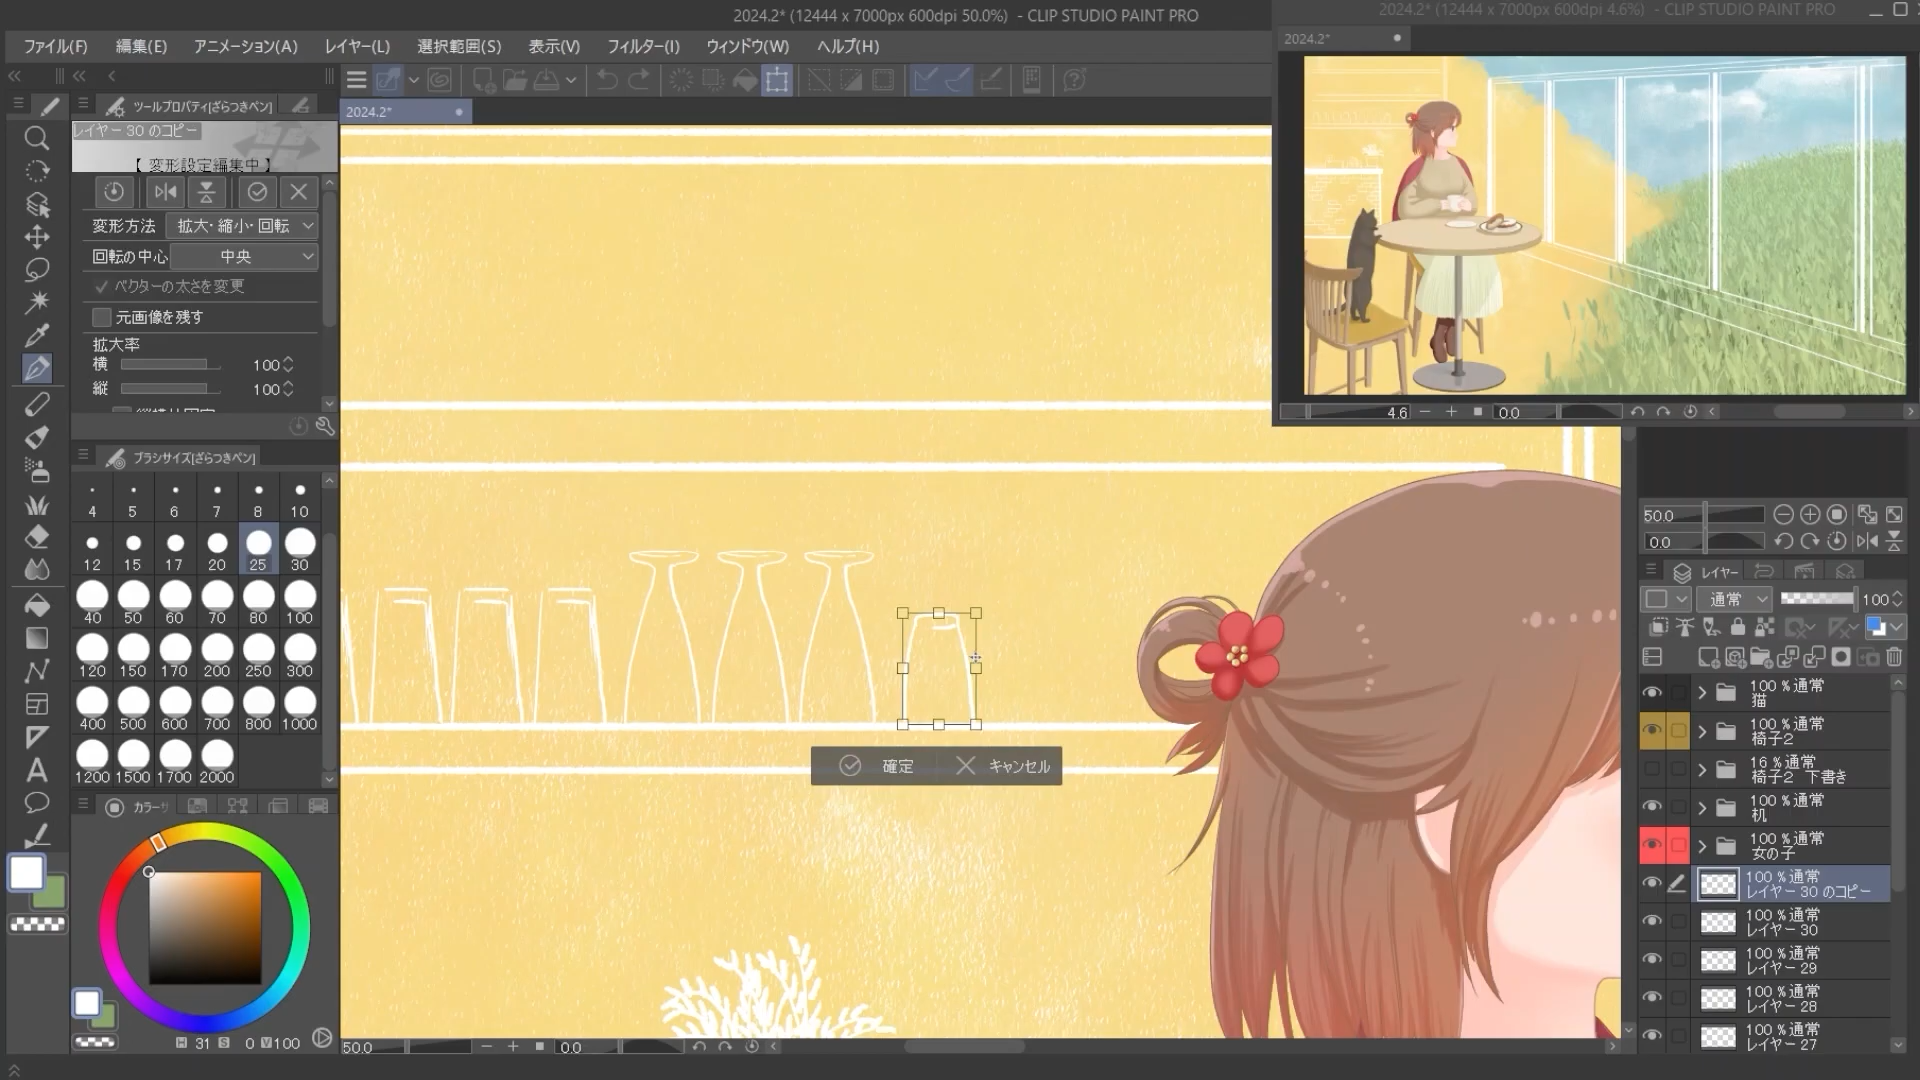 2024.2* (12444 x 7000px 600dpi 50.0%) - CLIP STUDIO PAINT PRO
2024.2* (12444 x 7000px 600dpi 4.6%) - CLIP STUDIO PAINT PRO
ファイル(F) 編集(E) アニメーション(A) レイヤー(L) 選択範囲(S) 表示(V) フィルター(I) ウィンドウ(W) ヘルプ(H)
2024.2*
ツールプロパティ[ざらつきペン]
2024.2*
レイヤー 30 のコピー
【 変形設定編集中 】
変形方法 拡大・縮小・回転
回転の中心 中央
ベクターの太さを変更
元画像を残す
拡大率
横 100
縦 100
4.6 0.0
ブラシサイズ[ざらつきペン]
4 5 6 7 8 10
12 15 17 20 25 30
40 50 60 70 80 100
120 150 170 200 250 300
400 500 600 700 800 1000
1200 1500 1700 2000
確定 キャンセル
カラーサ
H 31 S 0 V 100
50.0 0.0
50.0
0.0
レイヤー
通常 100
100 %通常
猫
100 %通常
椅子2
16 %通常
椅子2 下書き
100 %通常
机
100 %通常
女の子
100 %通常
レイヤー 30 のコピー
100 %通常
レイヤー 30
100 %通常
レイヤー 29
100 %通常
レイヤー 28
100 %通常
レイヤー 27